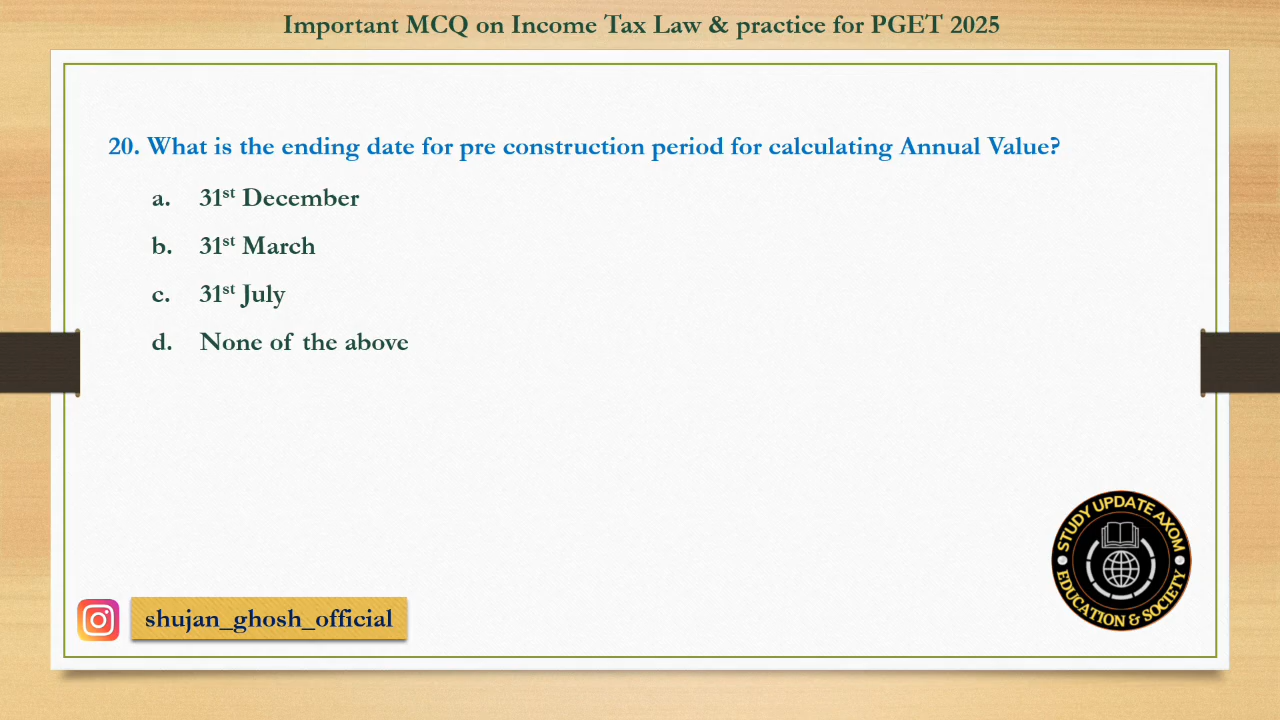 Important MCQ on Income Tax Law & practice for PGET 2025
20. What is the ending date for pre construction period for calculating Annual Value?
a. 31st December
b. 31st March
c. 31st July
d. None of the above
STUDY UPDATE AXOM
EDUCATION & SOCIETY
shujan_ghosh_official